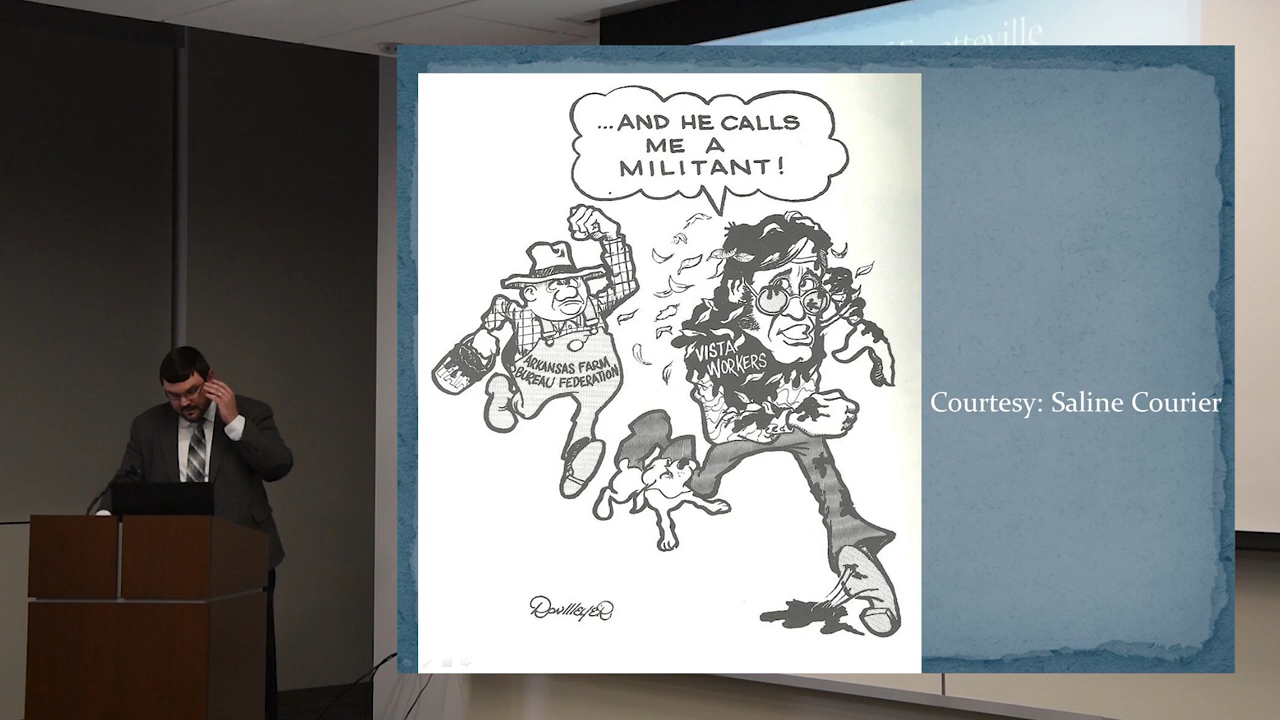 ...AND HE CALLS
ME A
MILITANT!
ARKANSAS FARM
BUREAU FEDERATION
VISTA
WORKERS
Courtesy: Saline Courier